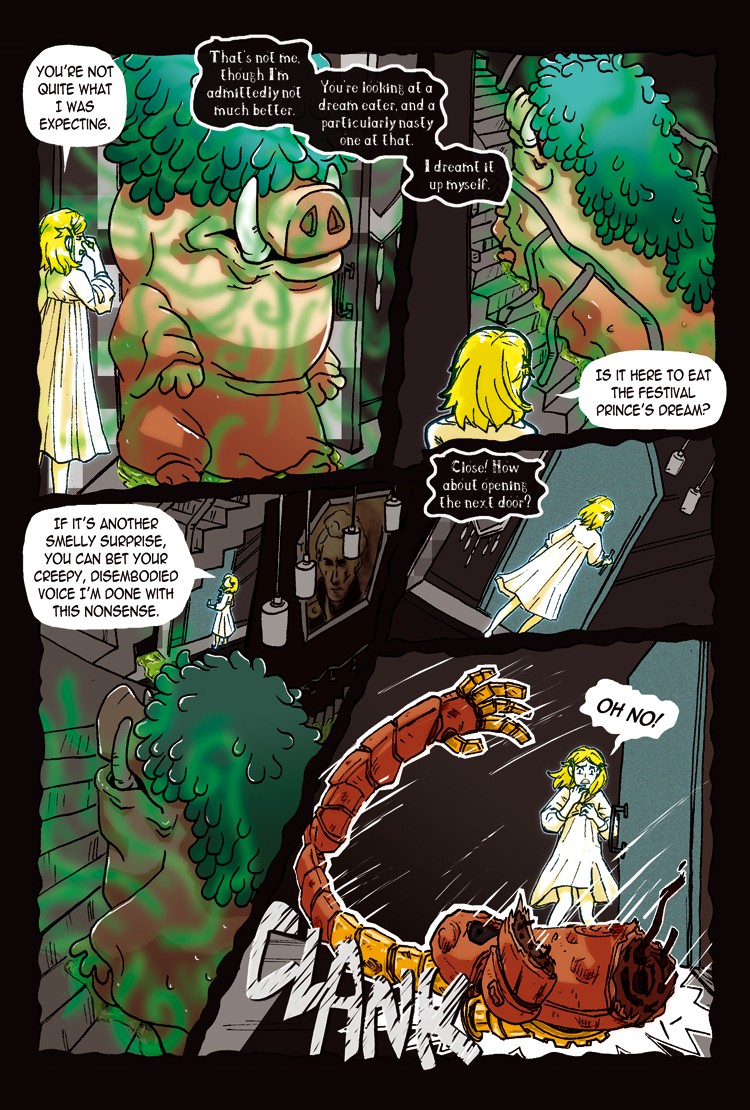 YOU'RE NOT
QUITE WHAT
I WAS
EXPECTING.
That's not me,
though I'm
admittedly not
much better.
You're looking at a
dream eater, and a
particularly nasty
one at that.
I dreamt it
up myself.
IS IT HERE TO EAT
THE FESTIVAL
PRINCE'S DREAM?
Close! How
about opening
the next door?
IF IT'S ANOTHER
SMELLY SURPRISE,
YOU CAN BET YOUR
CREEPY, DISEMBODIED
VOICE I'M DONE WITH
THIS NONSENSE.
OH NO!
CLANK